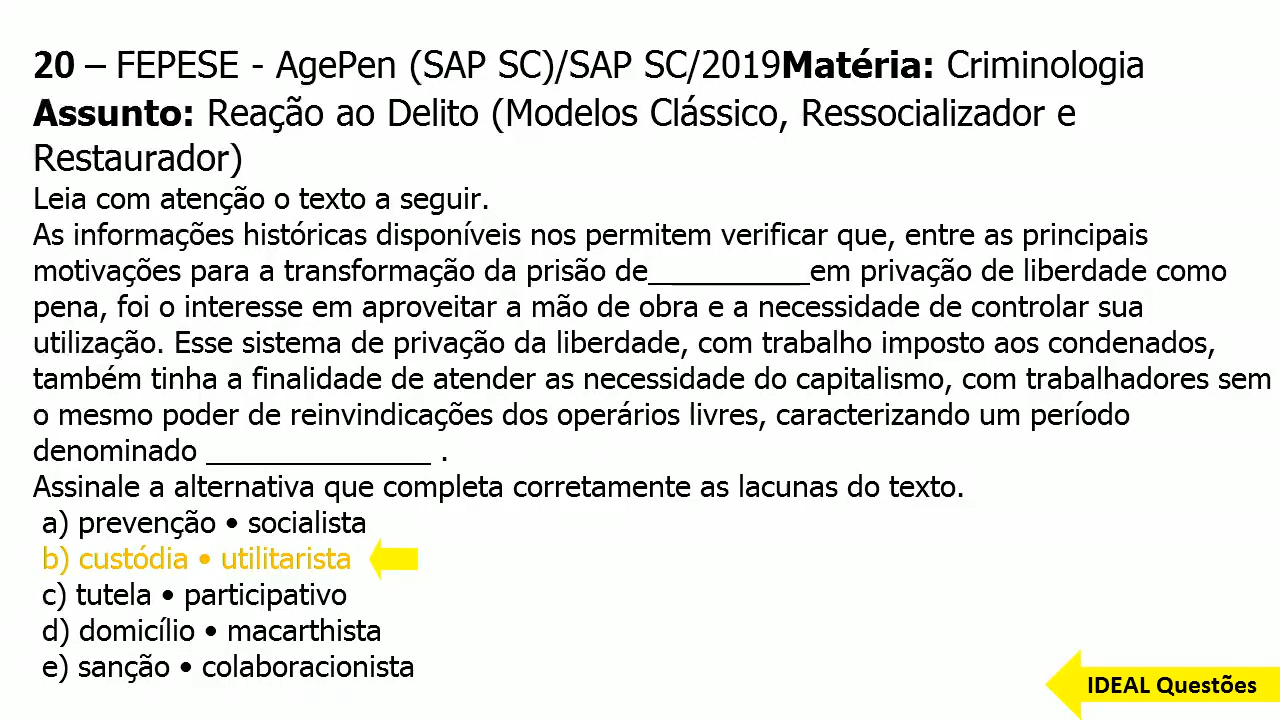 20 – FEPESE - AgePen (SAP SC)/SAP SC/2019Matéria: Criminologia
Assunto: Reação ao Delito (Modelos Clássico, Ressocializador e
Restaurador)
Leia com atenção o texto a seguir.
As informações históricas disponíveis nos permitem verificar que, entre as principais
motivações para a transformação da prisão de__________em privação de liberdade como
pena, foi o interesse em aproveitar a mão de obra e a necessidade de controlar sua
utilização. Esse sistema de privação da liberdade, com trabalho imposto aos condenados,
também tinha a finalidade de atender as necessidade do capitalismo, com trabalhadores sem
o mesmo poder de reinvindicações dos operários livres, caracterizando um período
denominado ______________ .
Assinale a alternativa que completa corretamente as lacunas do texto.
a) prevenção • socialista
b) custódia • utilitarista
c) tutela • participativo
d) domicílio • macarthista
e) sanção • colaboracionista
IDEAL Questões